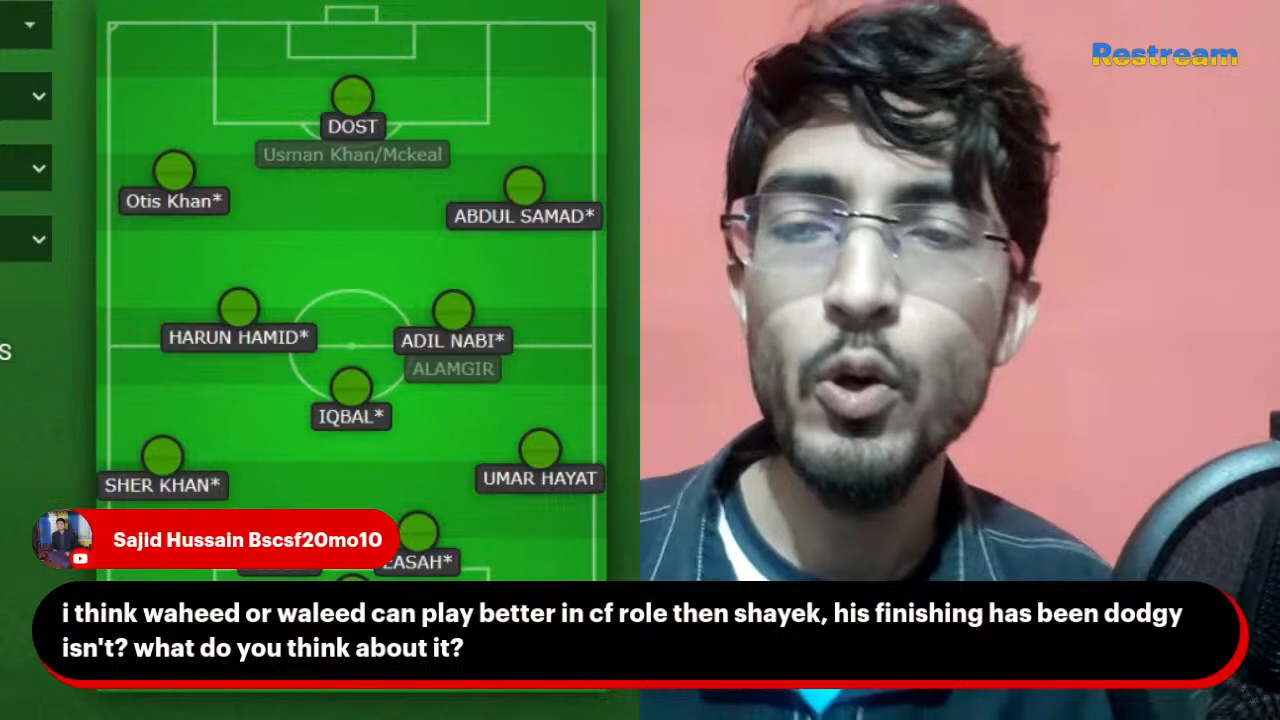 Restream
DOST
Usman Khan/Mckeal
Otis Khan*
ABDUL SAMAD*
HARUN HAMID*
ADIL NABI*
ALAMGIR
IQBAL*
SHER KHAN*
UMAR HAYAT
S
EASAH*
Sajid Hussain Bscsf20mo10
i think waheed or waleed can play better in cf role then shayek, his finishing has been dodgy
isn't? what do you think about it?